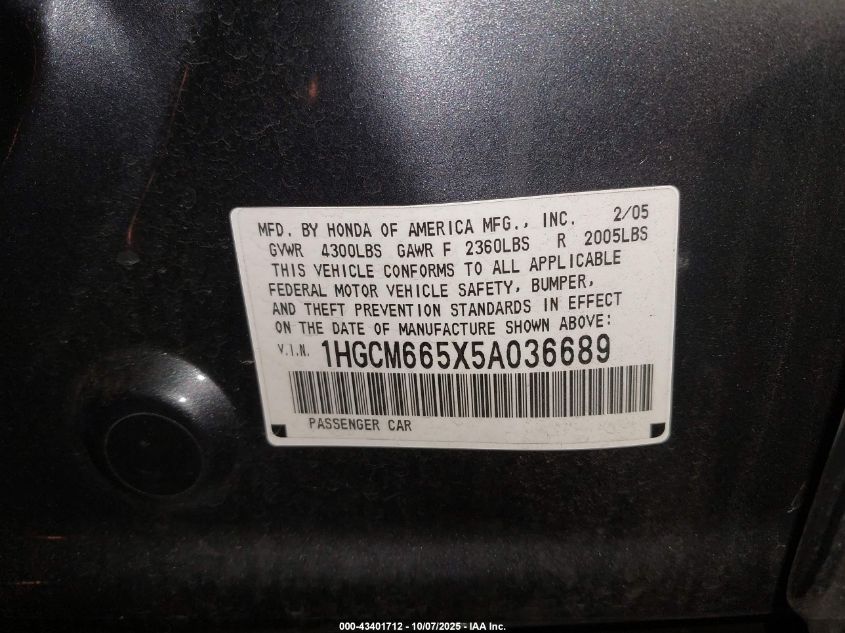 MFD. BY HONDA OF AMERICA MFG., INC. 2/05
GVWR 4300LBS GAWR F 2360LBS R 2005LBS
THIS VEHICLE CONFORMS TO ALL APPLICABLE
FEDERAL MOTOR VEHICLE SAFETY, BUMPER,
AND THEFT PREVENTION STANDARDS IN EFFECT
ON THE DATE OF MANUFACTURE SHOWN ABOVE:
V.I.N. 1HGCM665X5A036689
PASSENGER CAR
000-43401712 - 10/07/2025 - IAA Inc.